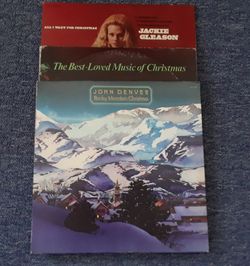 ALL I WANT FOR CHRISTMAS
JACKIE
GLEASON
The Best-Loved Music of Christmas
JOHN DENVER
Rocky Mountain Christmas